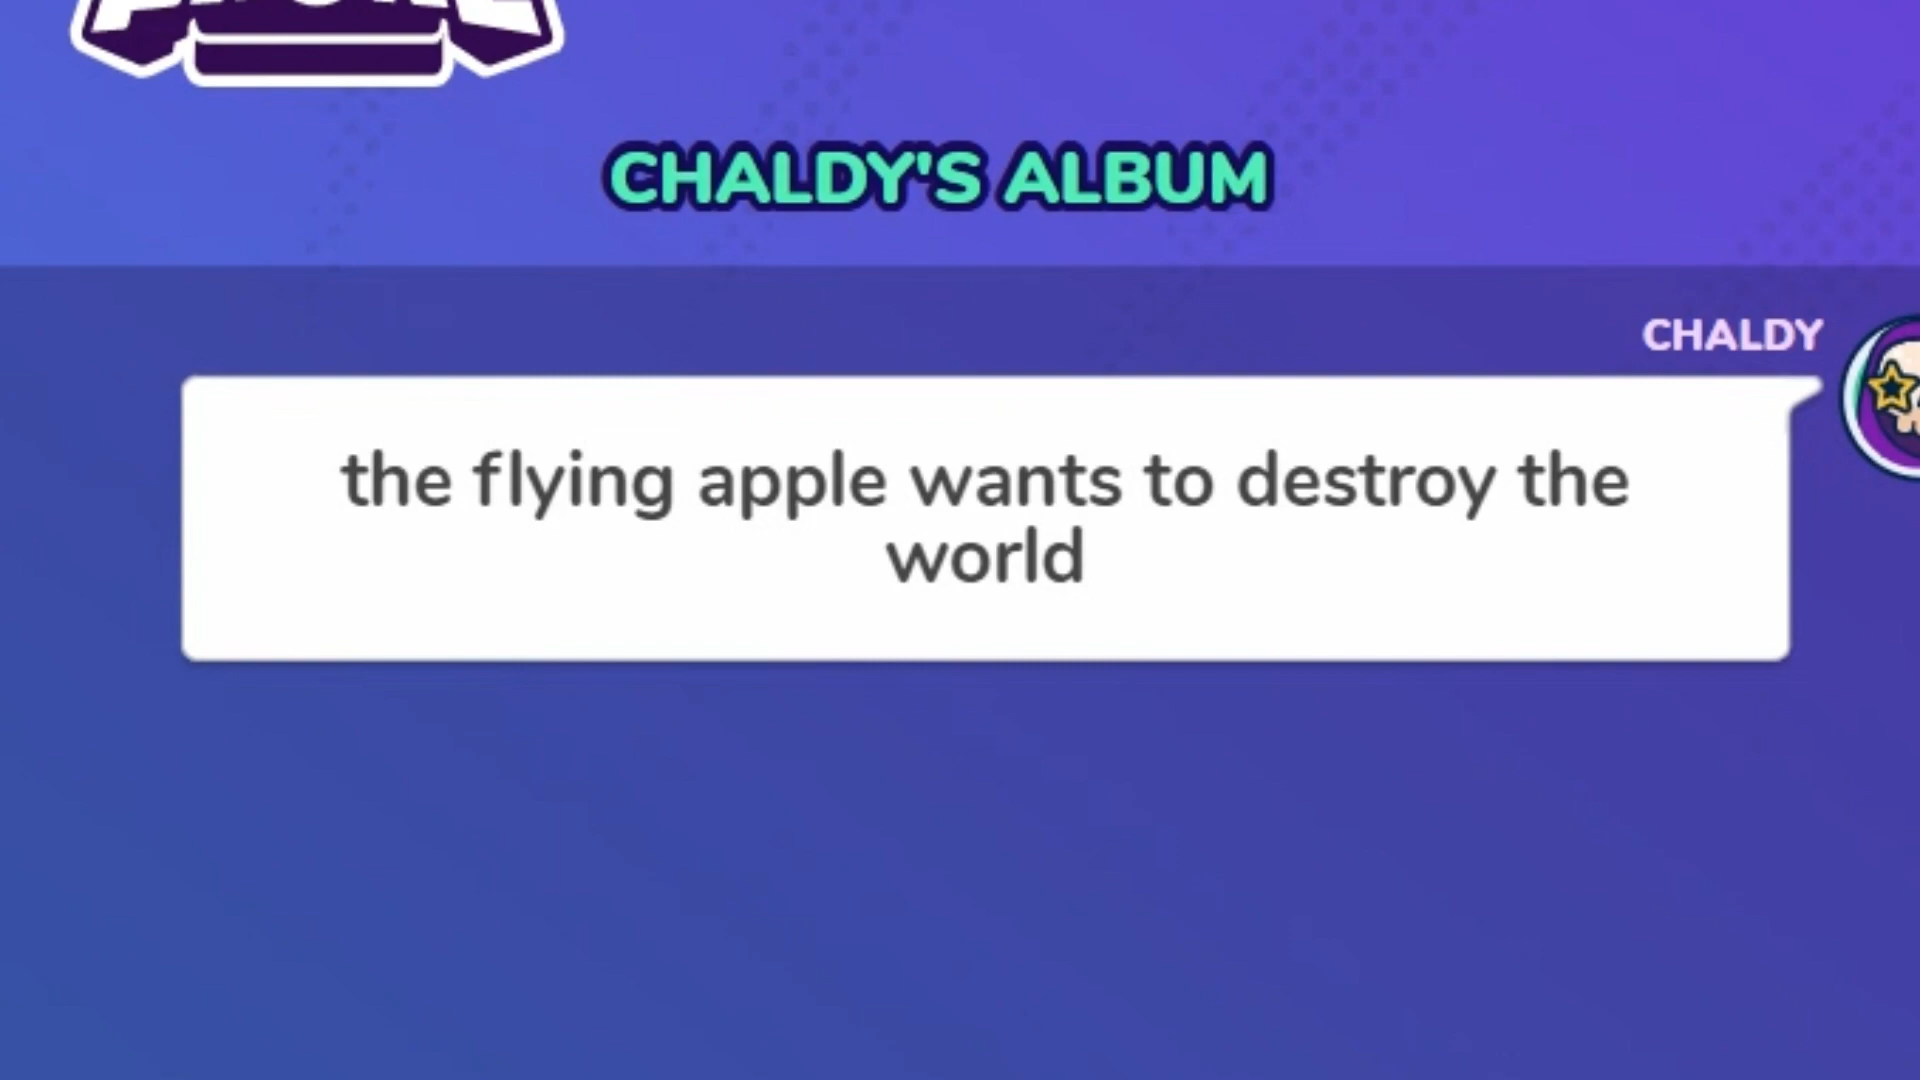 CHALDY'S ALBUM
CHALDY
the flying apple wants to destroy the
world